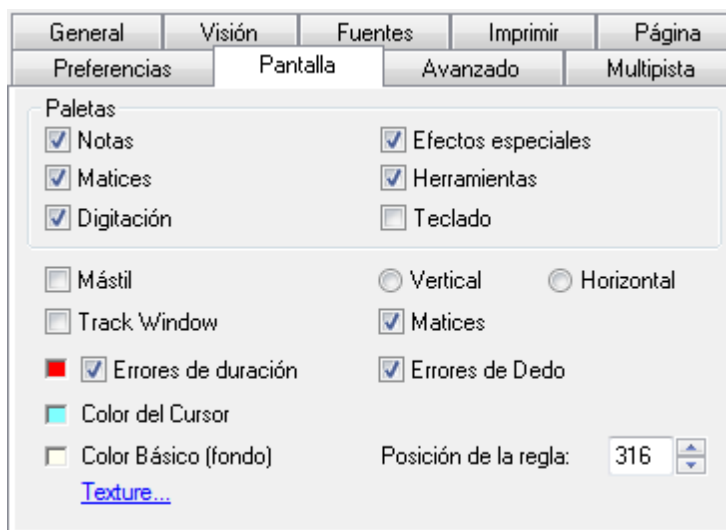 General Visión Fuentes Imprimir Página
Preferencias Pantalla Avanzado Multipista
Paletas
Notas Efectos especiales
Matices Herramientas
Digitación Teclado
Mástil Vertical Horizontal
Track Window Matices
Errores de duración Errores de Dedo
Color del Cursor
Color Básico (fondo) Posición de la regla: 316
Texture...